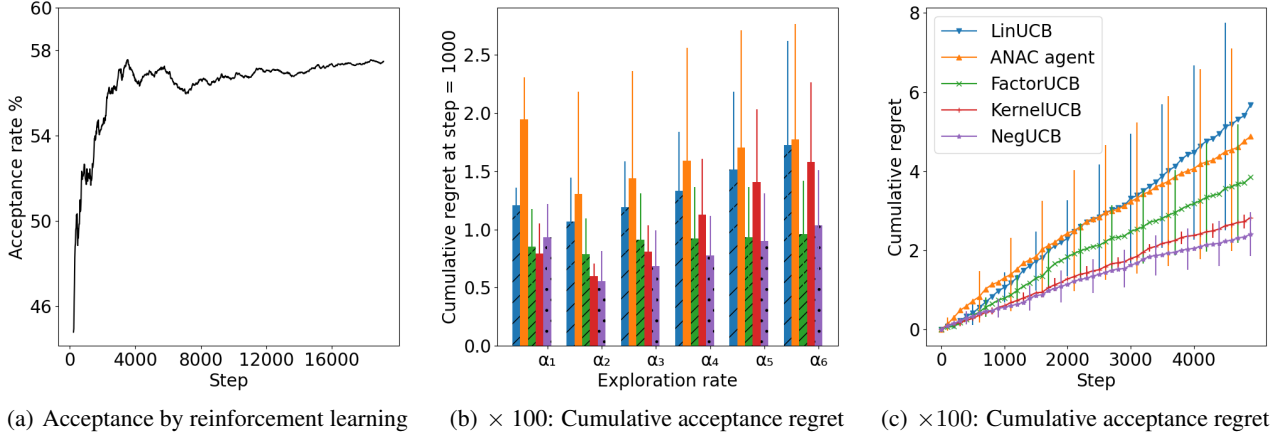 60
58
54
50
46
Acceptance rate %
0
4000
8000
12000
16000
Step
(a) Acceptance by reinforcement learning
2.5
2.0
1.5
1.0
0.5
0.0
Cumulative regret at step = 1000
α₁
α₂
α₃
α₄
α₅
α₆
Exploration rate
(b) × 100: Cumulative acceptance regret
8
6
4
2
0
Cumulative regret
LinUCB
ANAC agent
FactorUCB
KernelUCB
NegUCB
0
1000
2000
3000
4000
Step
(c) ×100: Cumulative acceptance regret